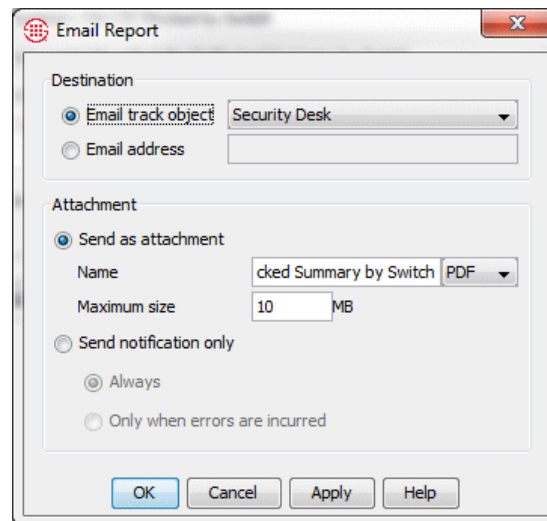 Email Report
Destination
Email track object Security Desk
Email address
Attachment
Send as attachment
Name cked Summary by Switch PDF
Maximum size 10 MB
Send notification only
Always
Only when errors are incurred
OK Cancel Apply Help